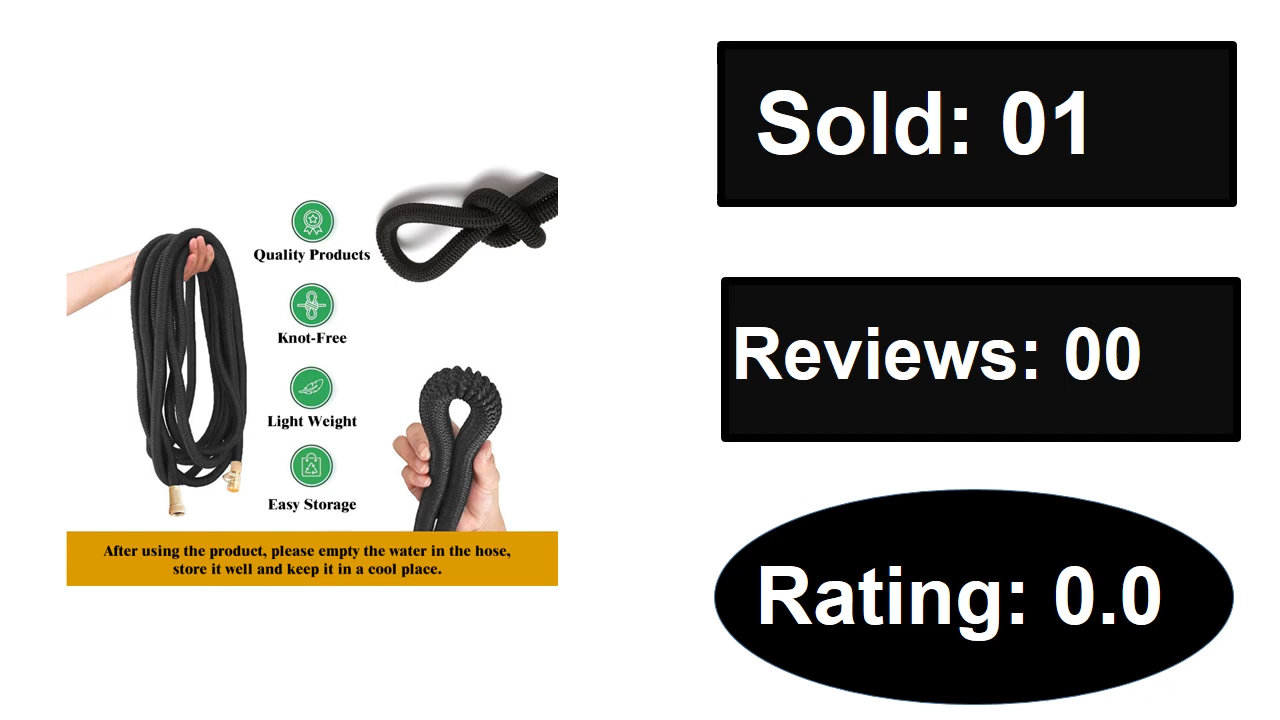 Quality Products
Knot-Free
Light Weight
Easy Storage
After using the product, please empty the water in the hose,
store it well and keep it in a cool place.
Sold: 01
Reviews: 00
Rating: 0.0